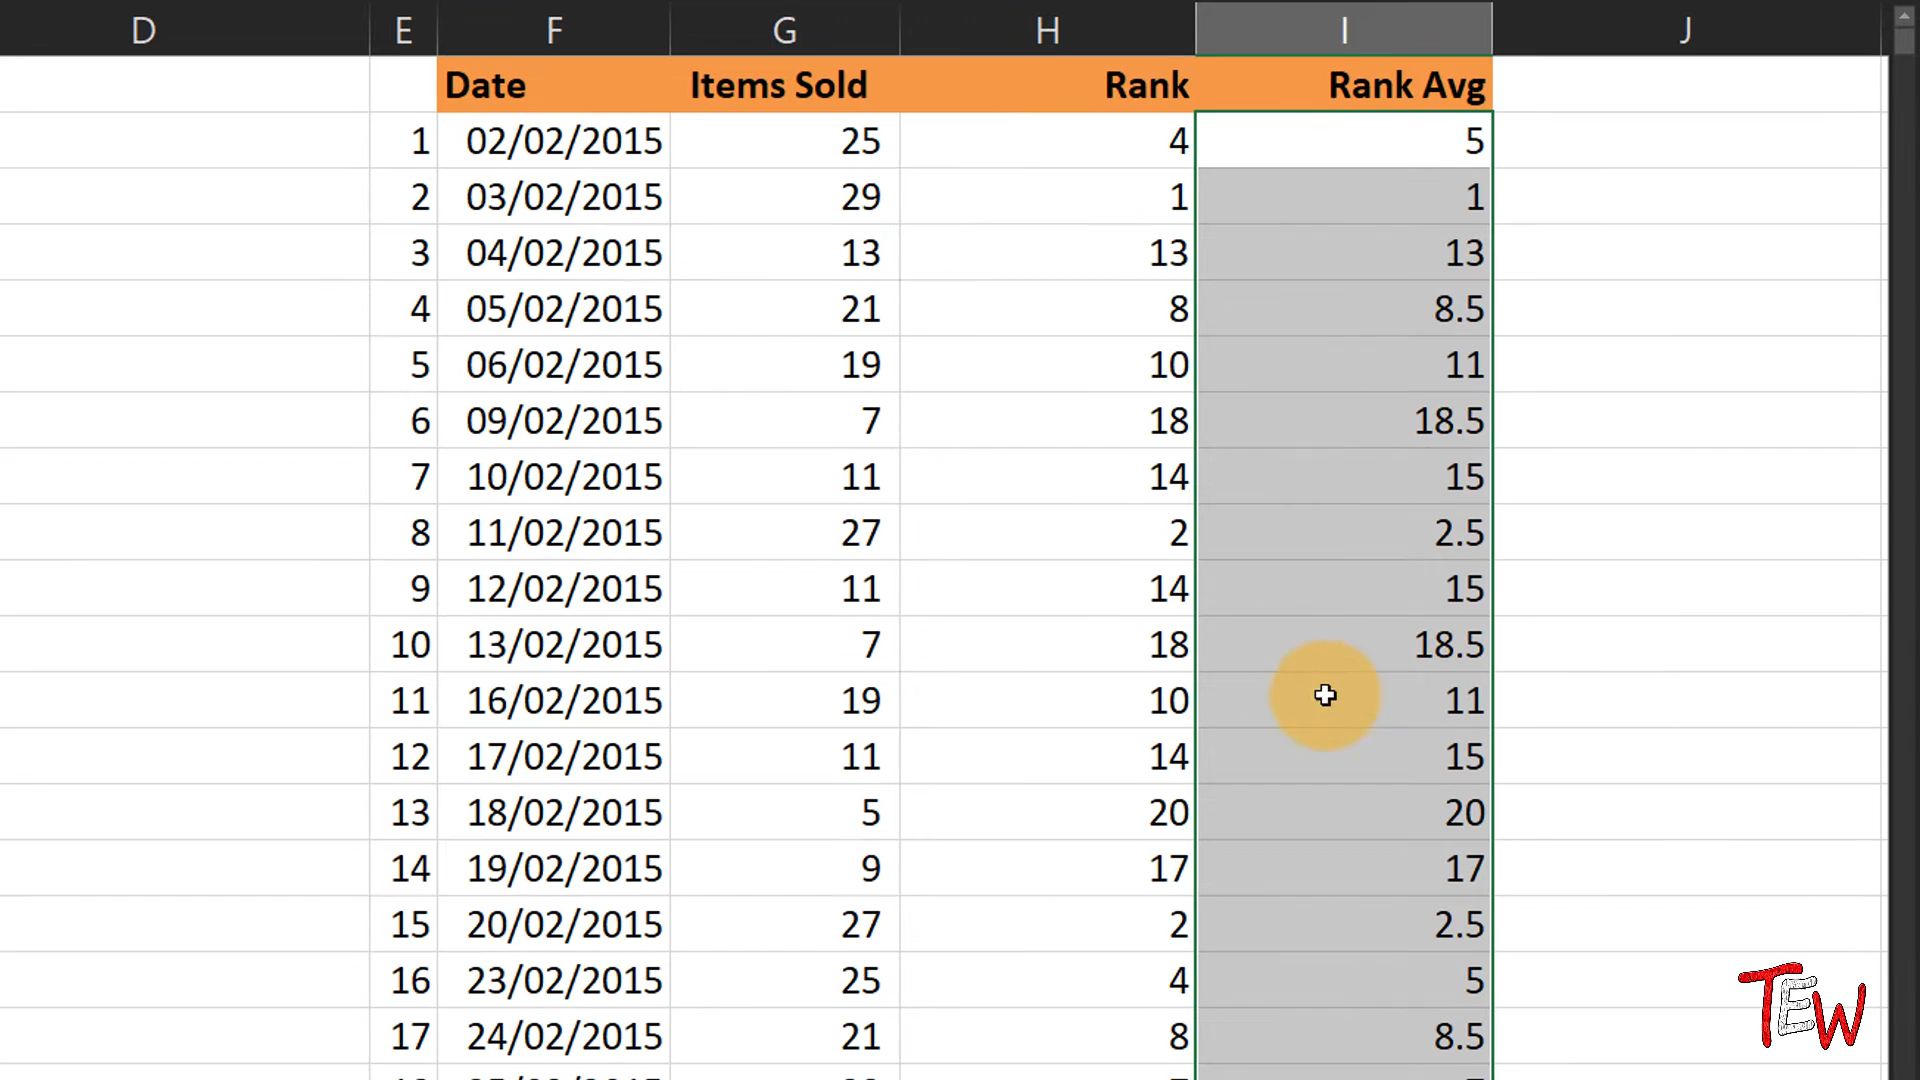 D E F G H I J
Date Items Sold Rank Rank Avg
1 02/02/2015 25 4 5
2 03/02/2015 29 1 1
3 04/02/2015 13 13 13
4 05/02/2015 21 8 8.5
5 06/02/2015 19 10 11
6 09/02/2015 7 18 18.5
7 10/02/2015 11 14 15
8 11/02/2015 27 2 2.5
9 12/02/2015 11 14 15
10 13/02/2015 7 18 18.5
11 16/02/2015 19 10 11
12 17/02/2015 11 14 15
13 18/02/2015 5 20 20
14 19/02/2015 9 17 17
15 20/02/2015 27 2 2.5
16 23/02/2015 25 4 5
17 24/02/2015 21 8 8.5
TEW